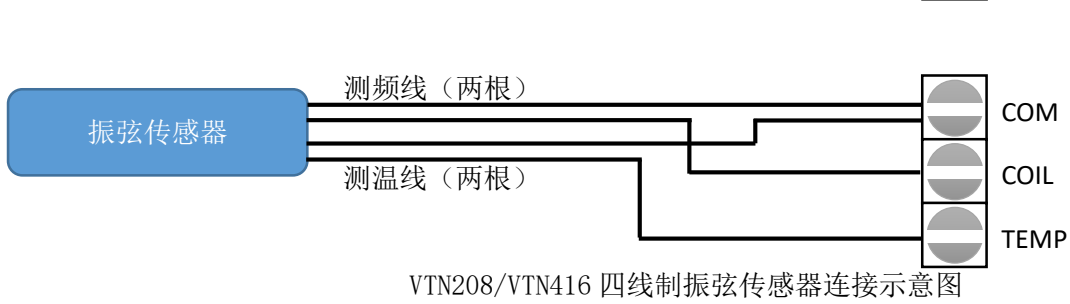 测频线（两根）
COM
振弦传感器
测温线（两根）
COIL
TEMP
VTN208/VTN416 四线制振弦传感器连接示意图